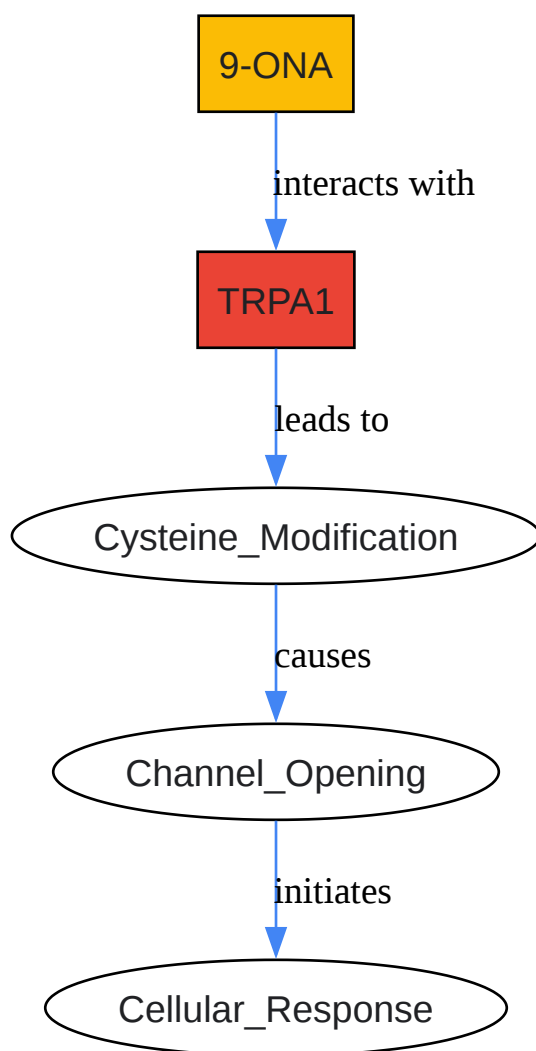 9-ONA
interacts with
TRPA1
leads to
Cysteine_Modification
causes
Channel_Opening
initiates
Cellular_Response